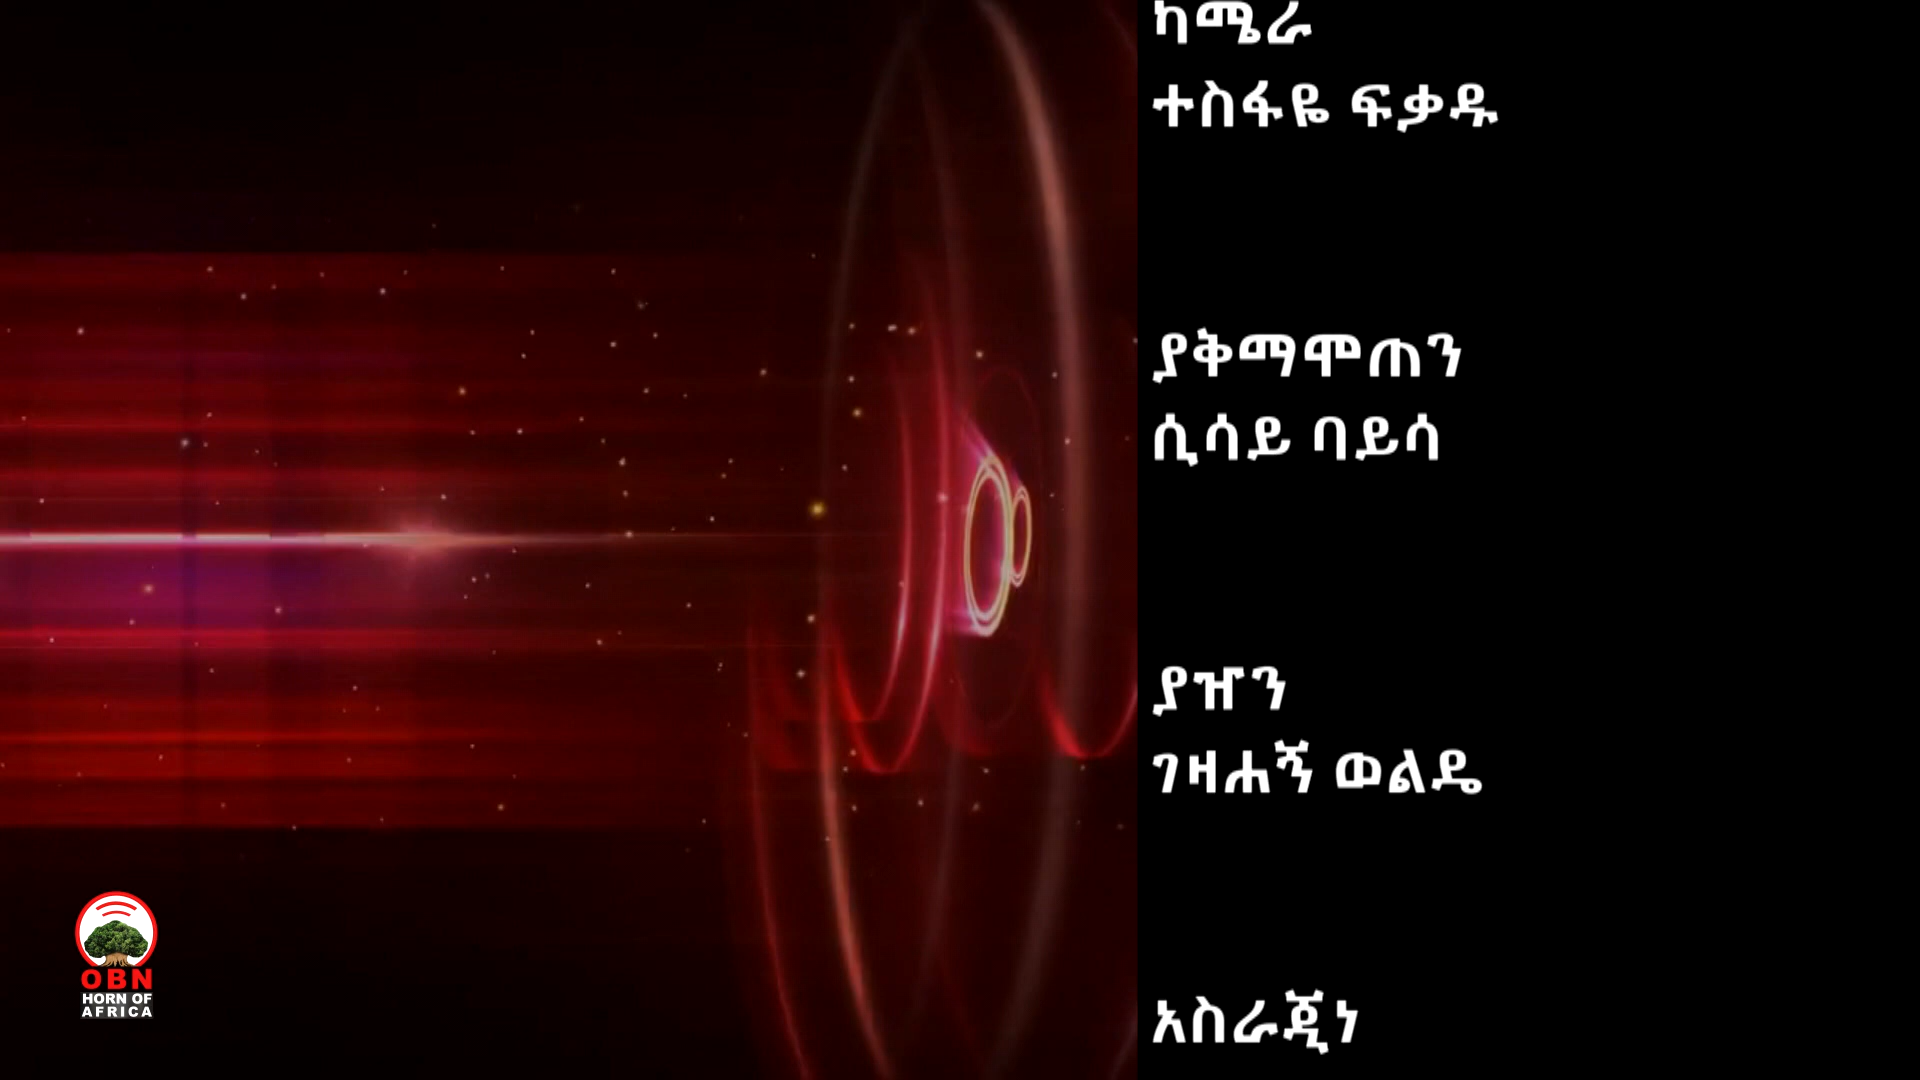 ካሜራ
ተስፋዬ ፍቃዱ
ያቅማሞጠን
ሲሳይ ባይሳ
ያዠን
ገዛሐኝ ወልዴ
አስራጂነ
OBN
HORN OF
AFRICA